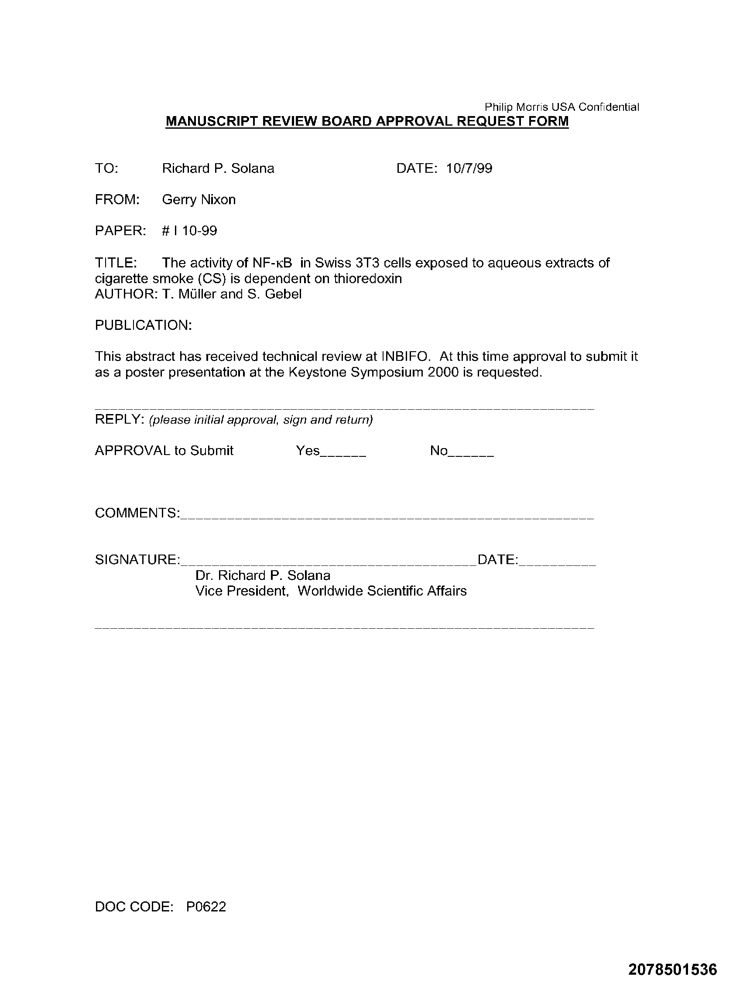 Philip Morris USA Confidential
MANUSCRIPT REVIEW BOARD APPROVAL REQUEST FORM
TO: Richard P. Solana DATE: 10/7/99
FROM: Gerry Nixon
PAPER: # I 10-99
TITLE: The activity of NF-κB in Swiss 3T3 cells exposed to aqueous extracts of
cigarette smoke (CS) is dependent on thioredoxin
AUTHOR: T. Müller and S. Gebel
PUBLICATION:
This abstract has received technical review at INBIFO. At this time approval to submit it
as a poster presentation at the Keystone Symposium 2000 is requested.
REPLY: (please initial approval, sign and return)
APPROVAL to Submit Yes______ No______
COMMENTS:_____________________________________________________
SIGNATURE:______________________________________DATE:__________
Dr. Richard P. Solana
Vice President, Worldwide Scientific Affairs
DOC CODE: P0622
2078501536